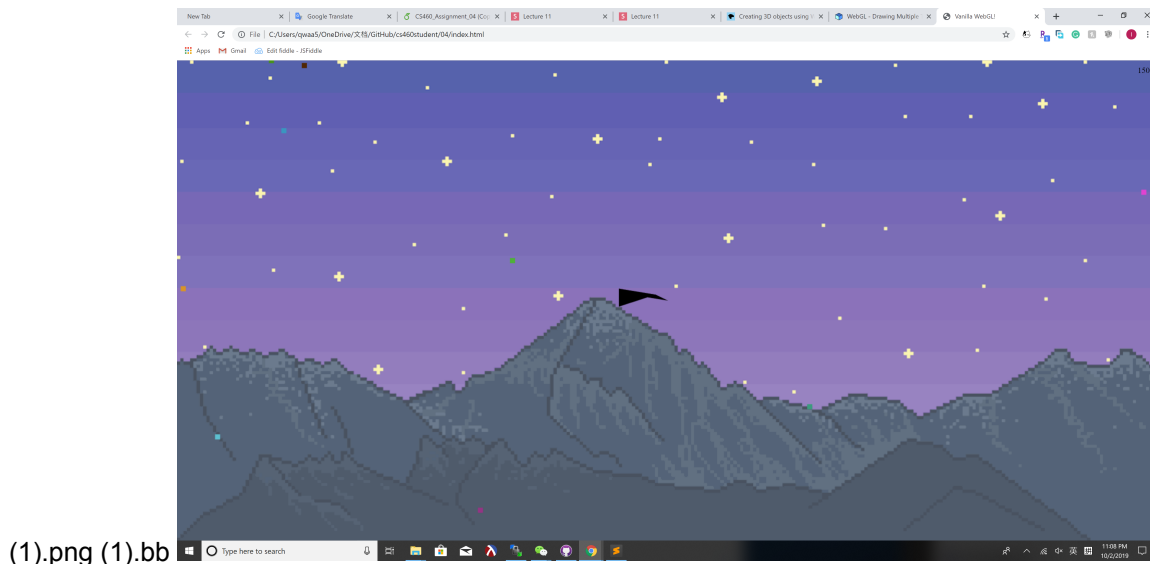 New Tab
Google Translate
CS460_Assignment_04 (Co
Lecture 11
Lecture 11
Creating 3D objects using
WebGL - Drawing Multiple
Vanilla WebGL!
File | C:/Users/qwaa5/OneDrive/文档/GitHub/cs460student/04/index.html
Apps
Gmail
Edit fiddle - JSFiddle
150
(1).png (1).bb
Type here to search
英
11:08 PM
10/2/2019